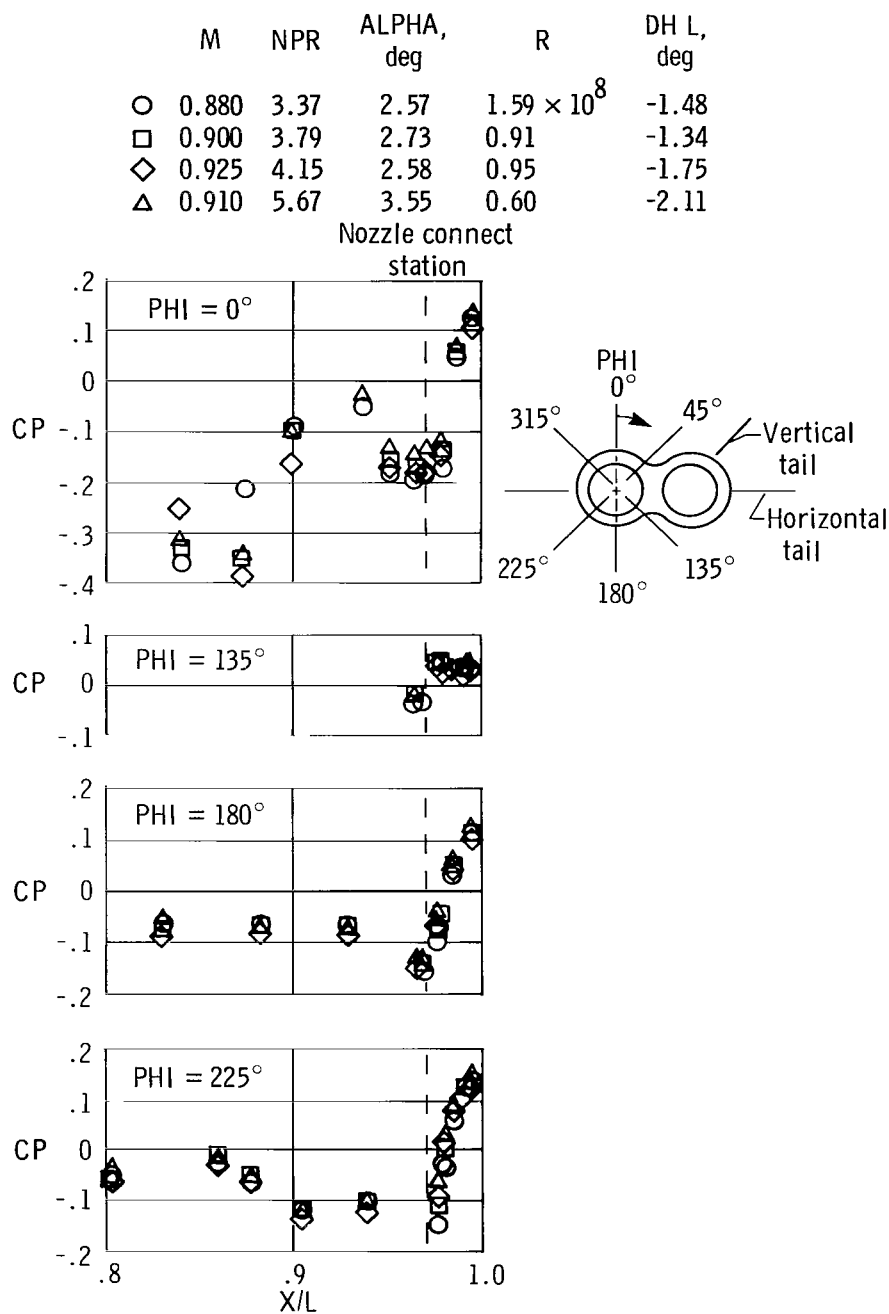 M NPR ALPHA, deg R DH L, deg
○ 0.880 3.37 2.57 1.59 × 10⁸ -1.48
□ 0.900 3.79 2.73 0.91 -1.34
◇ 0.925 4.15 2.58 0.95 -1.75
△ 0.910 5.67 3.55 0.60 -2.11
Nozzle connect
station
PHI = 0°
CP
.2
.1
0
-.1
-.2
-.3
-.4
PHI
0°
45°
315°
Vertical
tail
Horizontal
tail
225°
135°
180°
PHI = 135°
CP
.1
0
-.1
PHI = 180°
CP
.2
.1
0
-.1
-.2
PHI = 225°
CP
.2
.1
0
-.1
-.2
.8 .9 1.0
X/L